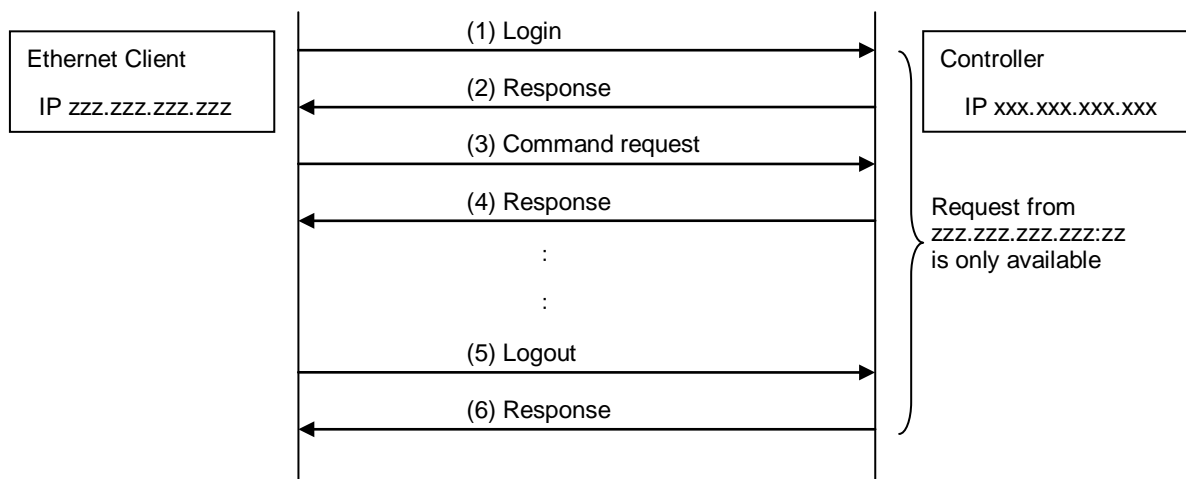 (1) Login
Ethernet Client
IP zzz.zzz.zzz.zzz
Controller
IP xxx.xxx.xxx.xxx
(2) Response
(3) Command request
(4) Response
Request from
zzz.zzz.zzz.zzz:zz
is only available
:
:
(5) Logout
(6) Response